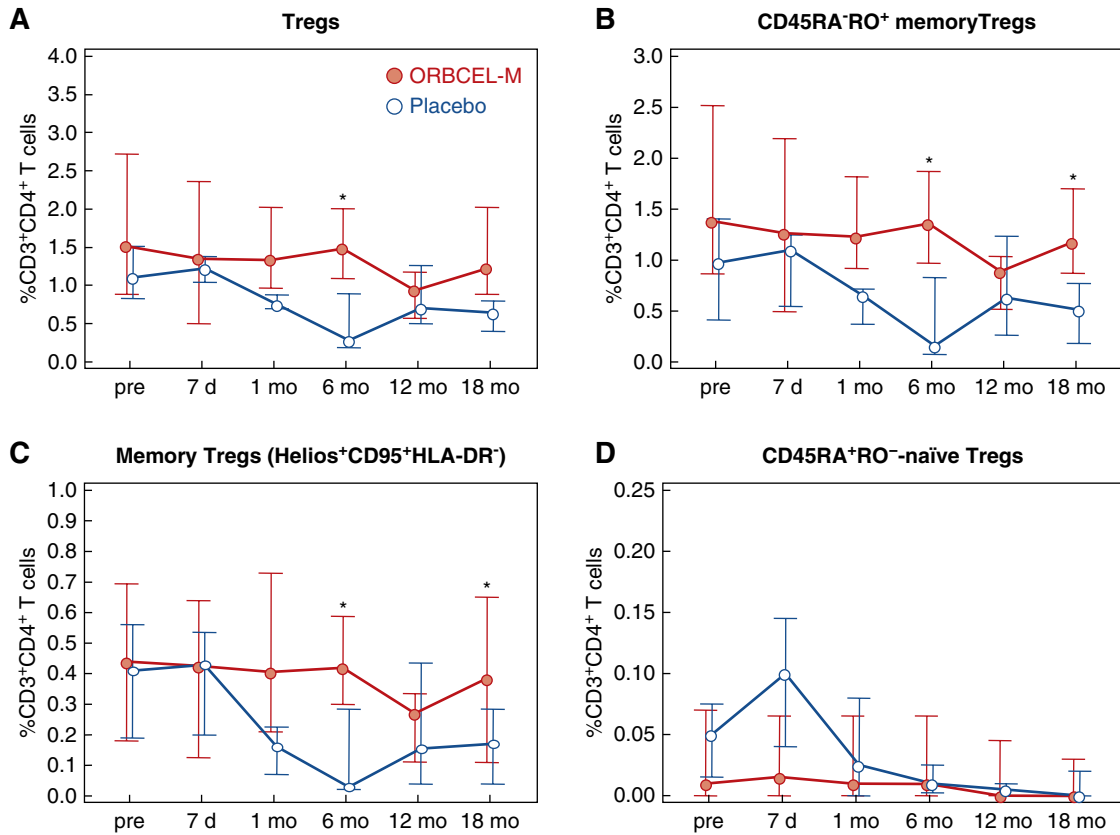 A
Tregs
%CD3⁺CD4⁺ T cells
4.0
3.5
3.0
2.5
2.0
1.5
1.0
0.5
0.0
ORBCEL-M
Placebo
*
pre 7 d 1 mo 6 mo 12 mo 18 mo
B
CD45RA⁻RO⁺ memoryTregs
%CD3⁺CD4⁺ T cells
3.0
2.5
2.0
1.5
1.0
0.5
0.0
* *
pre 7 d 1 mo 6 mo 12 mo 18 mo
C
Memory Tregs (Helios⁺CD95⁺HLA-DR⁻)
%CD3⁺CD4⁺ T cells
1.0
0.9
0.8
0.7
0.6
0.5
0.4
0.3
0.2
0.1
0.0
* *
pre 7 d 1 mo 6 mo 12 mo 18 mo
D
CD45RA⁺RO⁻-naïve Tregs
%CD3⁺CD4⁺ T cells
0.25
0.20
0.15
0.10
0.05
0.00
pre 7 d 1 mo 6 mo 12 mo 18 mo